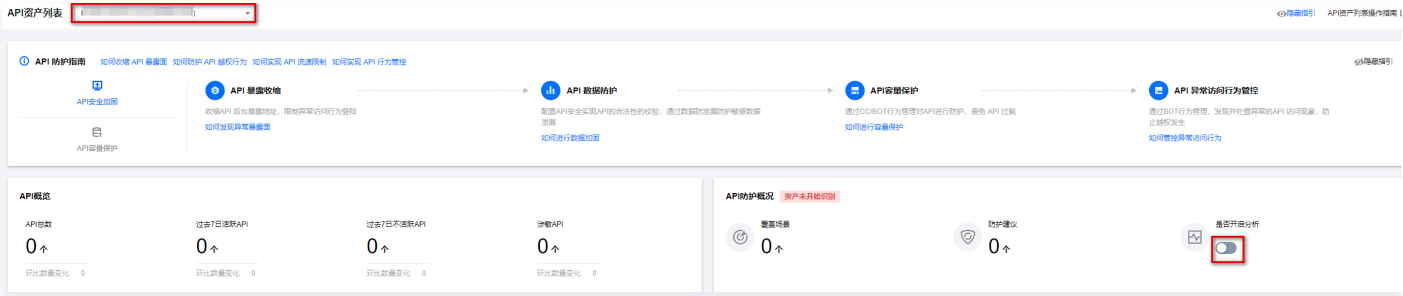 API资产列表
隐藏指引 API资产列表操作指南
API 防护指南 如何收缩 API 暴露面 如何防护 API 越权行为 如何实现 API 流速限制 如何实现 API 行为管控
隐藏指引
API安全加固
API容量保护
API 暴露收缩
收缩API 后台暴露地址，限制异常访问行为登陆
如何发现异常暴露面
API 数据防护
配置API安全实现API的合法性的校验，通过数据防泄漏防护敏感数据
泄漏
如何进行数据加固
API容量保护
通过CC/BOT行为管理对API进行防护，避免 API 过载
如何进行容量保护
API 异常访问行为管控
通过BOT行为管理，发现并处置异常的API 访问现象，防
止越权发生
如何管控异常访问行为
API概览
API总数 过去7日活跃API 过去7日不活跃API 涉敏API
0 个 0 个 0 个 0 个
环比数量变化 0 环比数量变化 0 环比数量变化 0 环比数量变化 0
API防护概况 资产未开始识别
覆盖场景 防护建议 是否开启分析
0 个 0 个